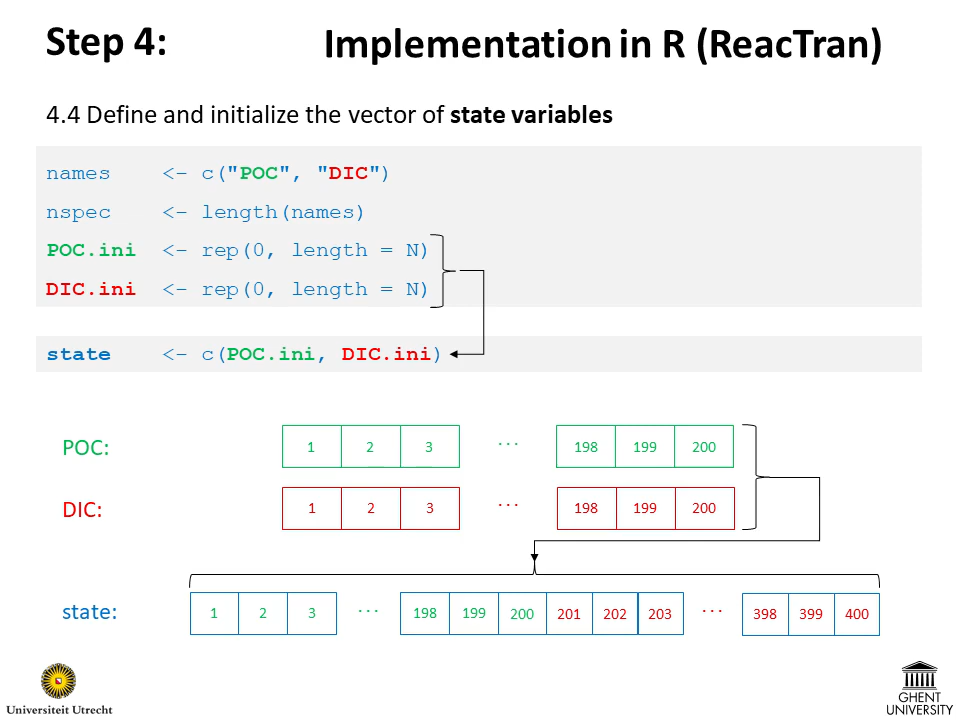 Step 4: Implementation in R (ReacTran)
4.4 Define and initialize the vector of state variables
names <- c("POC", "DIC")
nspec <- length(names)
POC.ini <- rep(0, length = N)
DIC.ini <- rep(0, length = N)
state <- c(POC.ini, DIC.ini)
POC: 1 2 3 ... 198 199 200
DIC: 1 2 3 ... 198 199 200
state: 1 2 3 ... 198 199 200 201 202 203 ... 398 399 400
Universiteit Utrecht
GHENT
UNIVERSITY